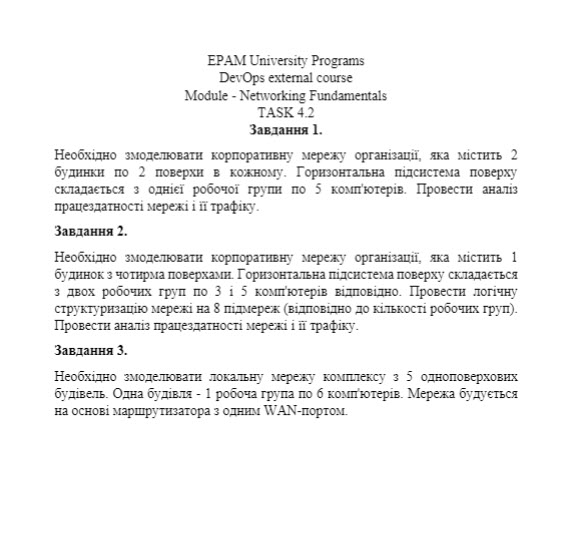 EPAM University Programs
DevOps external course
Module - Networking Fundamentals
TASK 4.2
Завдання 1.
Необхідно змоделювати корпоративну мережу організації, яка містить 2
будинки по 2 поверхи в кожному. Горизонтальна підсистема поверху
складається з однієї робочої групи по 5 комп'ютерів. Провести аналіз
працездатності мережі і її трафіку.
Завдання 2.
Необхідно змоделювати корпоративну мережу організації, яка містить 1
будинок з чотирма поверхами. Горизонтальна підсистема поверху складається
з двох робочих груп по 3 і 5 комп'ютерів відповідно. Провести логічну
структуризацію мережі на 8 підмереж (відповідно до кількості робочих груп).
Провести аналіз працездатності мережі і її трафіку.
Завдання 3.
Необхідно змоделювати локальну мережу комплексу з 5 одноповерхових
будівель. Одна будівля - 1 робоча група по 6 комп'ютерів. Мережа будується
на основі маршрутизатора з одним WAN-портом.